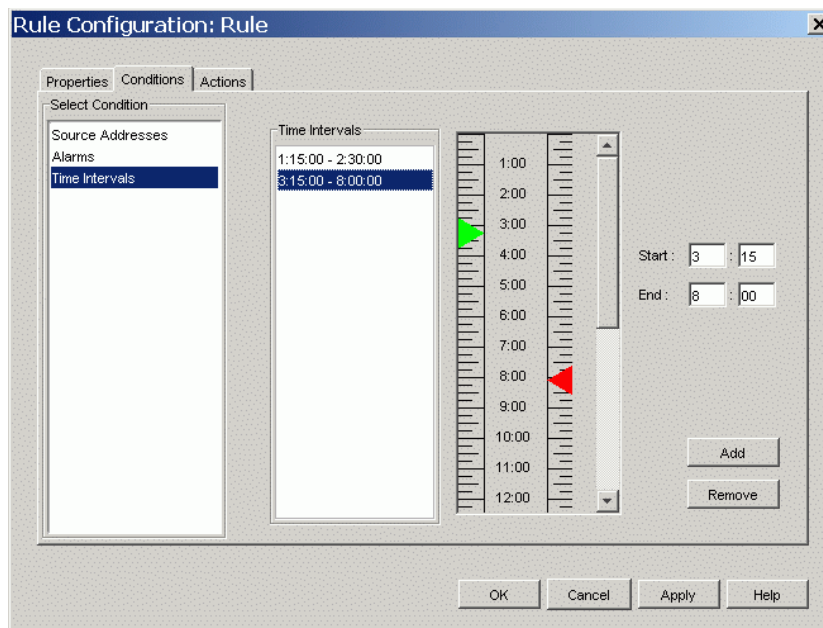 Rule Configuration: Rule
Properties
Conditions
Actions
Select Condition
Source Addresses
Alarms
Time Intervals
Time Intervals
1:15:00 - 2:30:00
3:15:00 - 8:00:00
1:00
2:00
3:00
4:00
5:00
6:00
7:00
8:00
9:00
10:00
11:00
12:00
Start : 3 : 15
End : 8 : 00
Add
Remove
OK
Cancel
Apply
Help